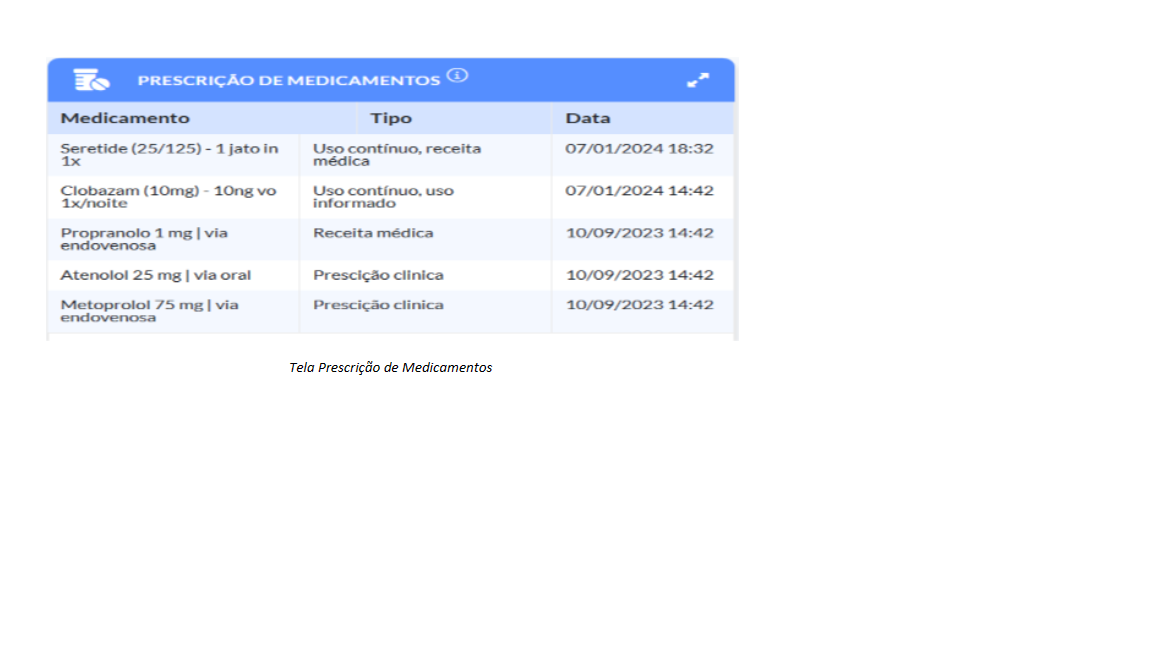 PRESCRIÇÃO DE MEDICAMENTOS
Medicamento Tipo Data
Seretide (25/125) - 1 jato in Uso contínuo, receita 07/01/2024 18:32
1x médica
Clobazam (10mg) - 10ng vo Uso contínuo, uso 07/01/2024 14:42
1x/noite informado
Propranolo 1 mg | via Receita médica 10/09/2023 14:42
endovenosa
Atenolol 25 mg | via oral Prescição clinica 10/09/2023 14:42
Metoprolol 75 mg | via Prescição clinica 10/09/2023 14:42
endovenosa
Tela Prescrição de Medicamentos